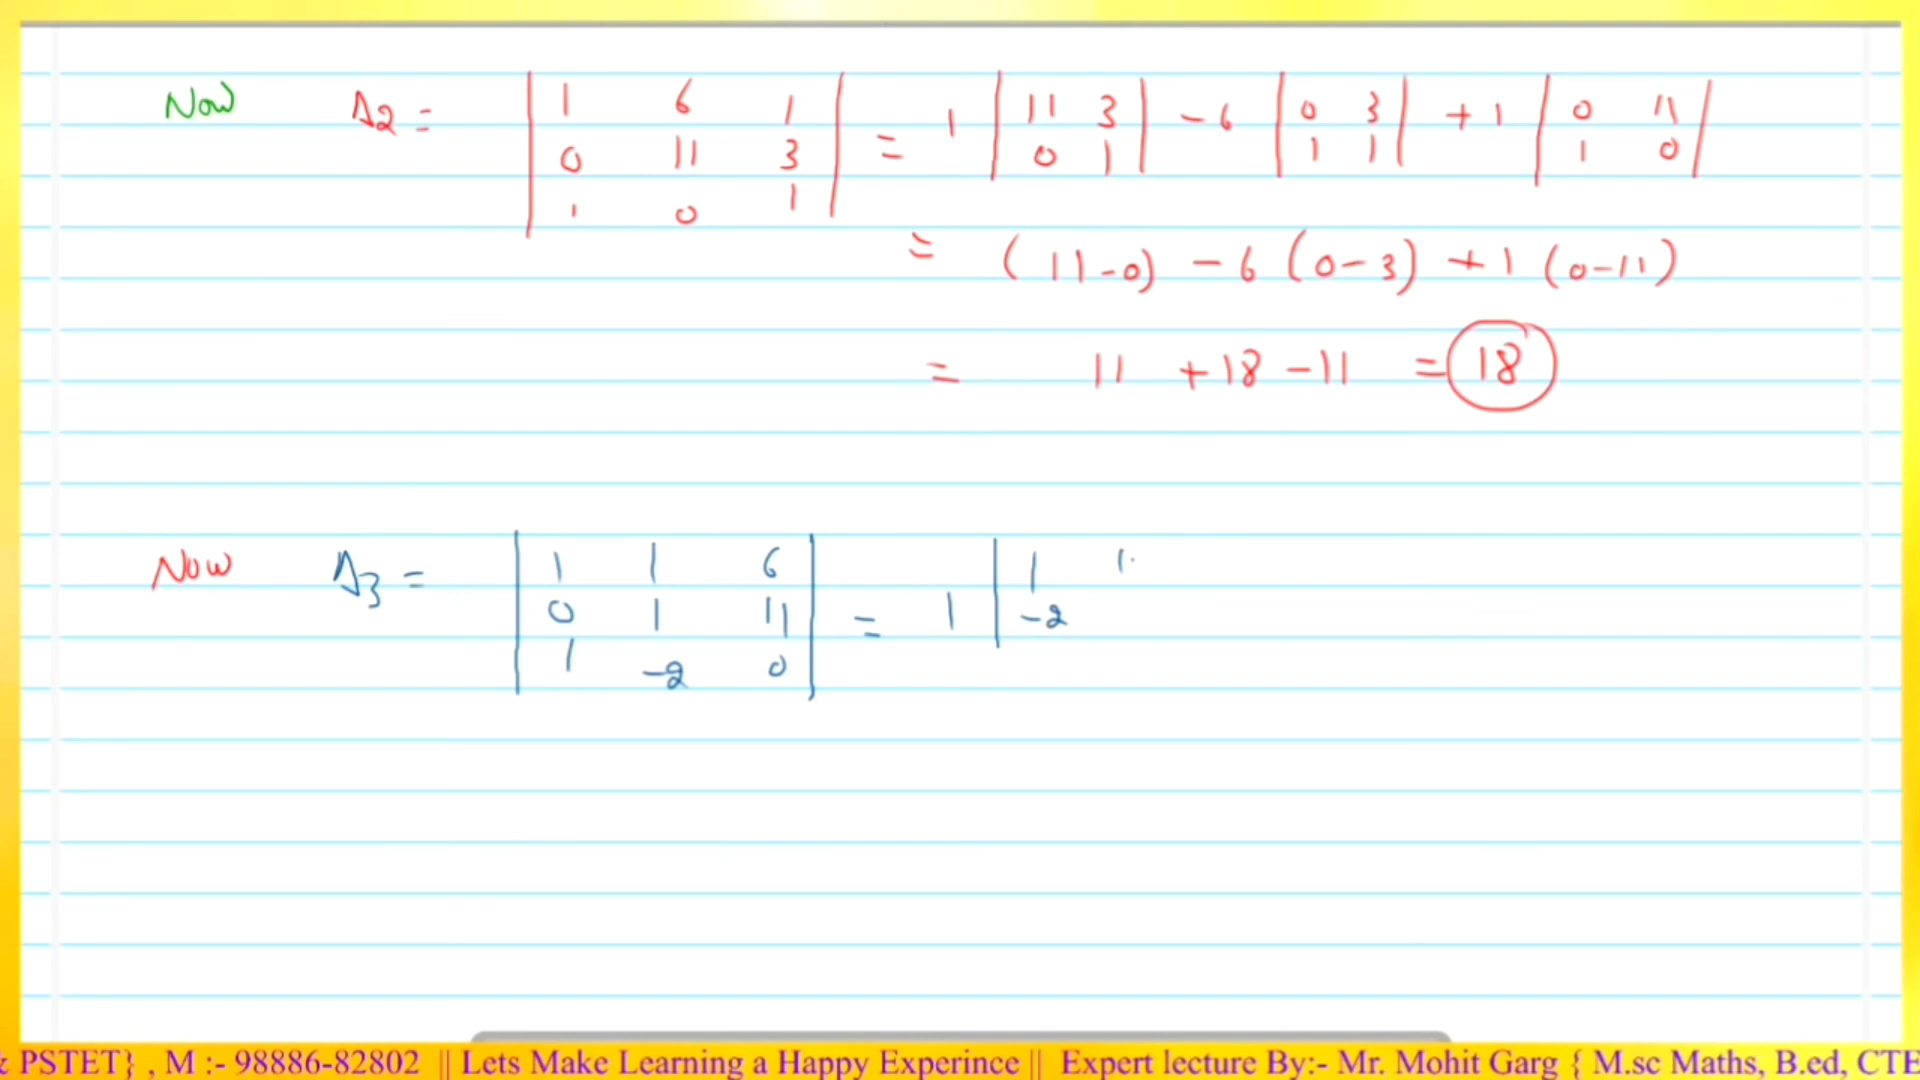 Now Δ2 = | 1 6 1 | = 1 | 11 3 | - 6 | 0 3 | + 1 | 0 11 |
| 0 11 3 | | 0 1 | | 1 1 | | 1 0 |
| 1 0 1 |
= (11-0) - 6 (0-3) + 1 (0-11)
= 11 + 18 - 11 = 18
Now Δ3 = | 1 1 6 | = 1 | 1 1
| 0 1 11 | | -2
| 1 -2 0 |
& PSTET} , M :- 98886-82802 || Lets Make Learning a Happy Experince || Expert lecture By:- Mr. Mohit Garg { M.sc Maths, B.ed, CTE